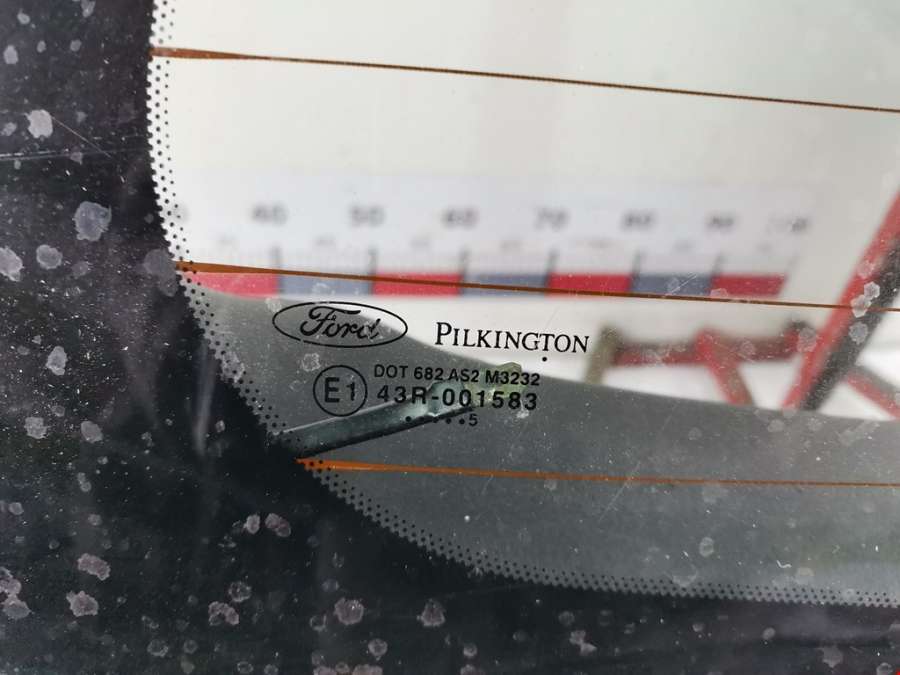 40 50 60 70 80 90
Ford PILKINGTON
DOT 682 AS2 M3232
E1 43R-001583
.....5